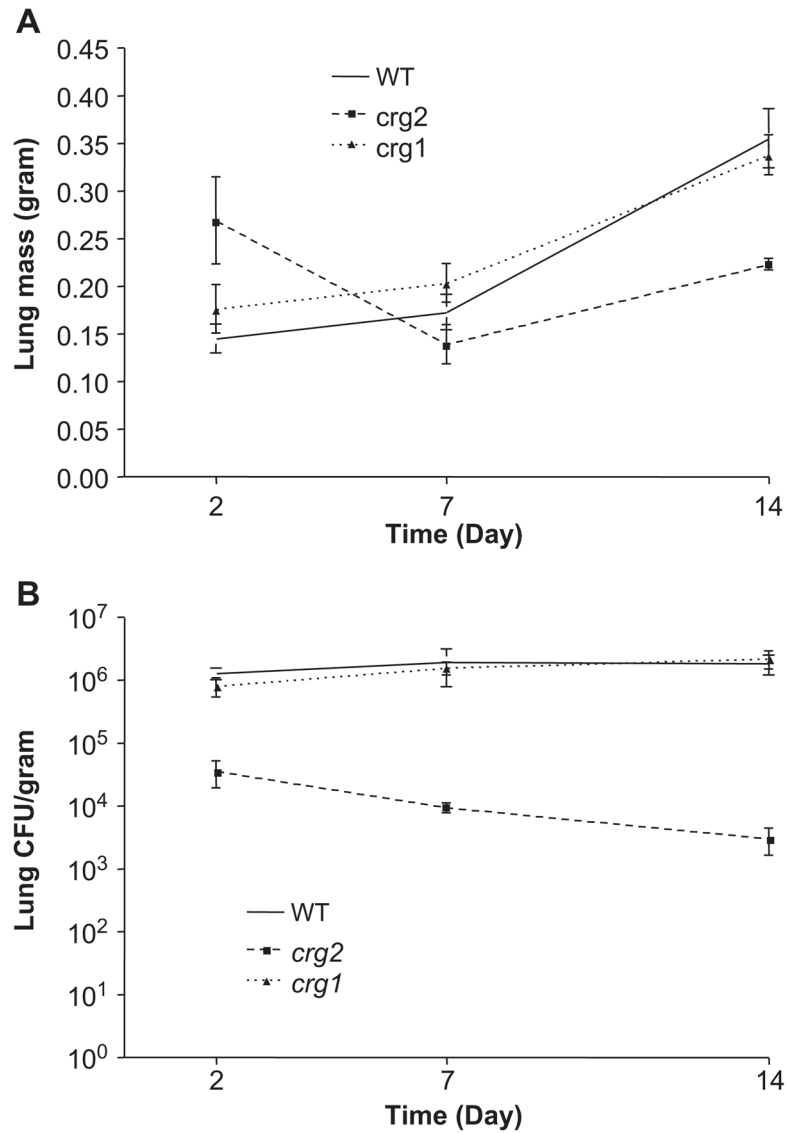 A
0.45
0.40
0.35
0.30
0.25
0.20
0.15
0.10
0.05
0.00
Lung mass (gram)
WT
crg2
crg1
2 7 14
Time (Day)
B
10⁷
10⁶
10⁵
10⁴
10³
10²
10¹
10⁰
Lung CFU/gram
WT
crg2
crg1
2 7 14
Time (Day)